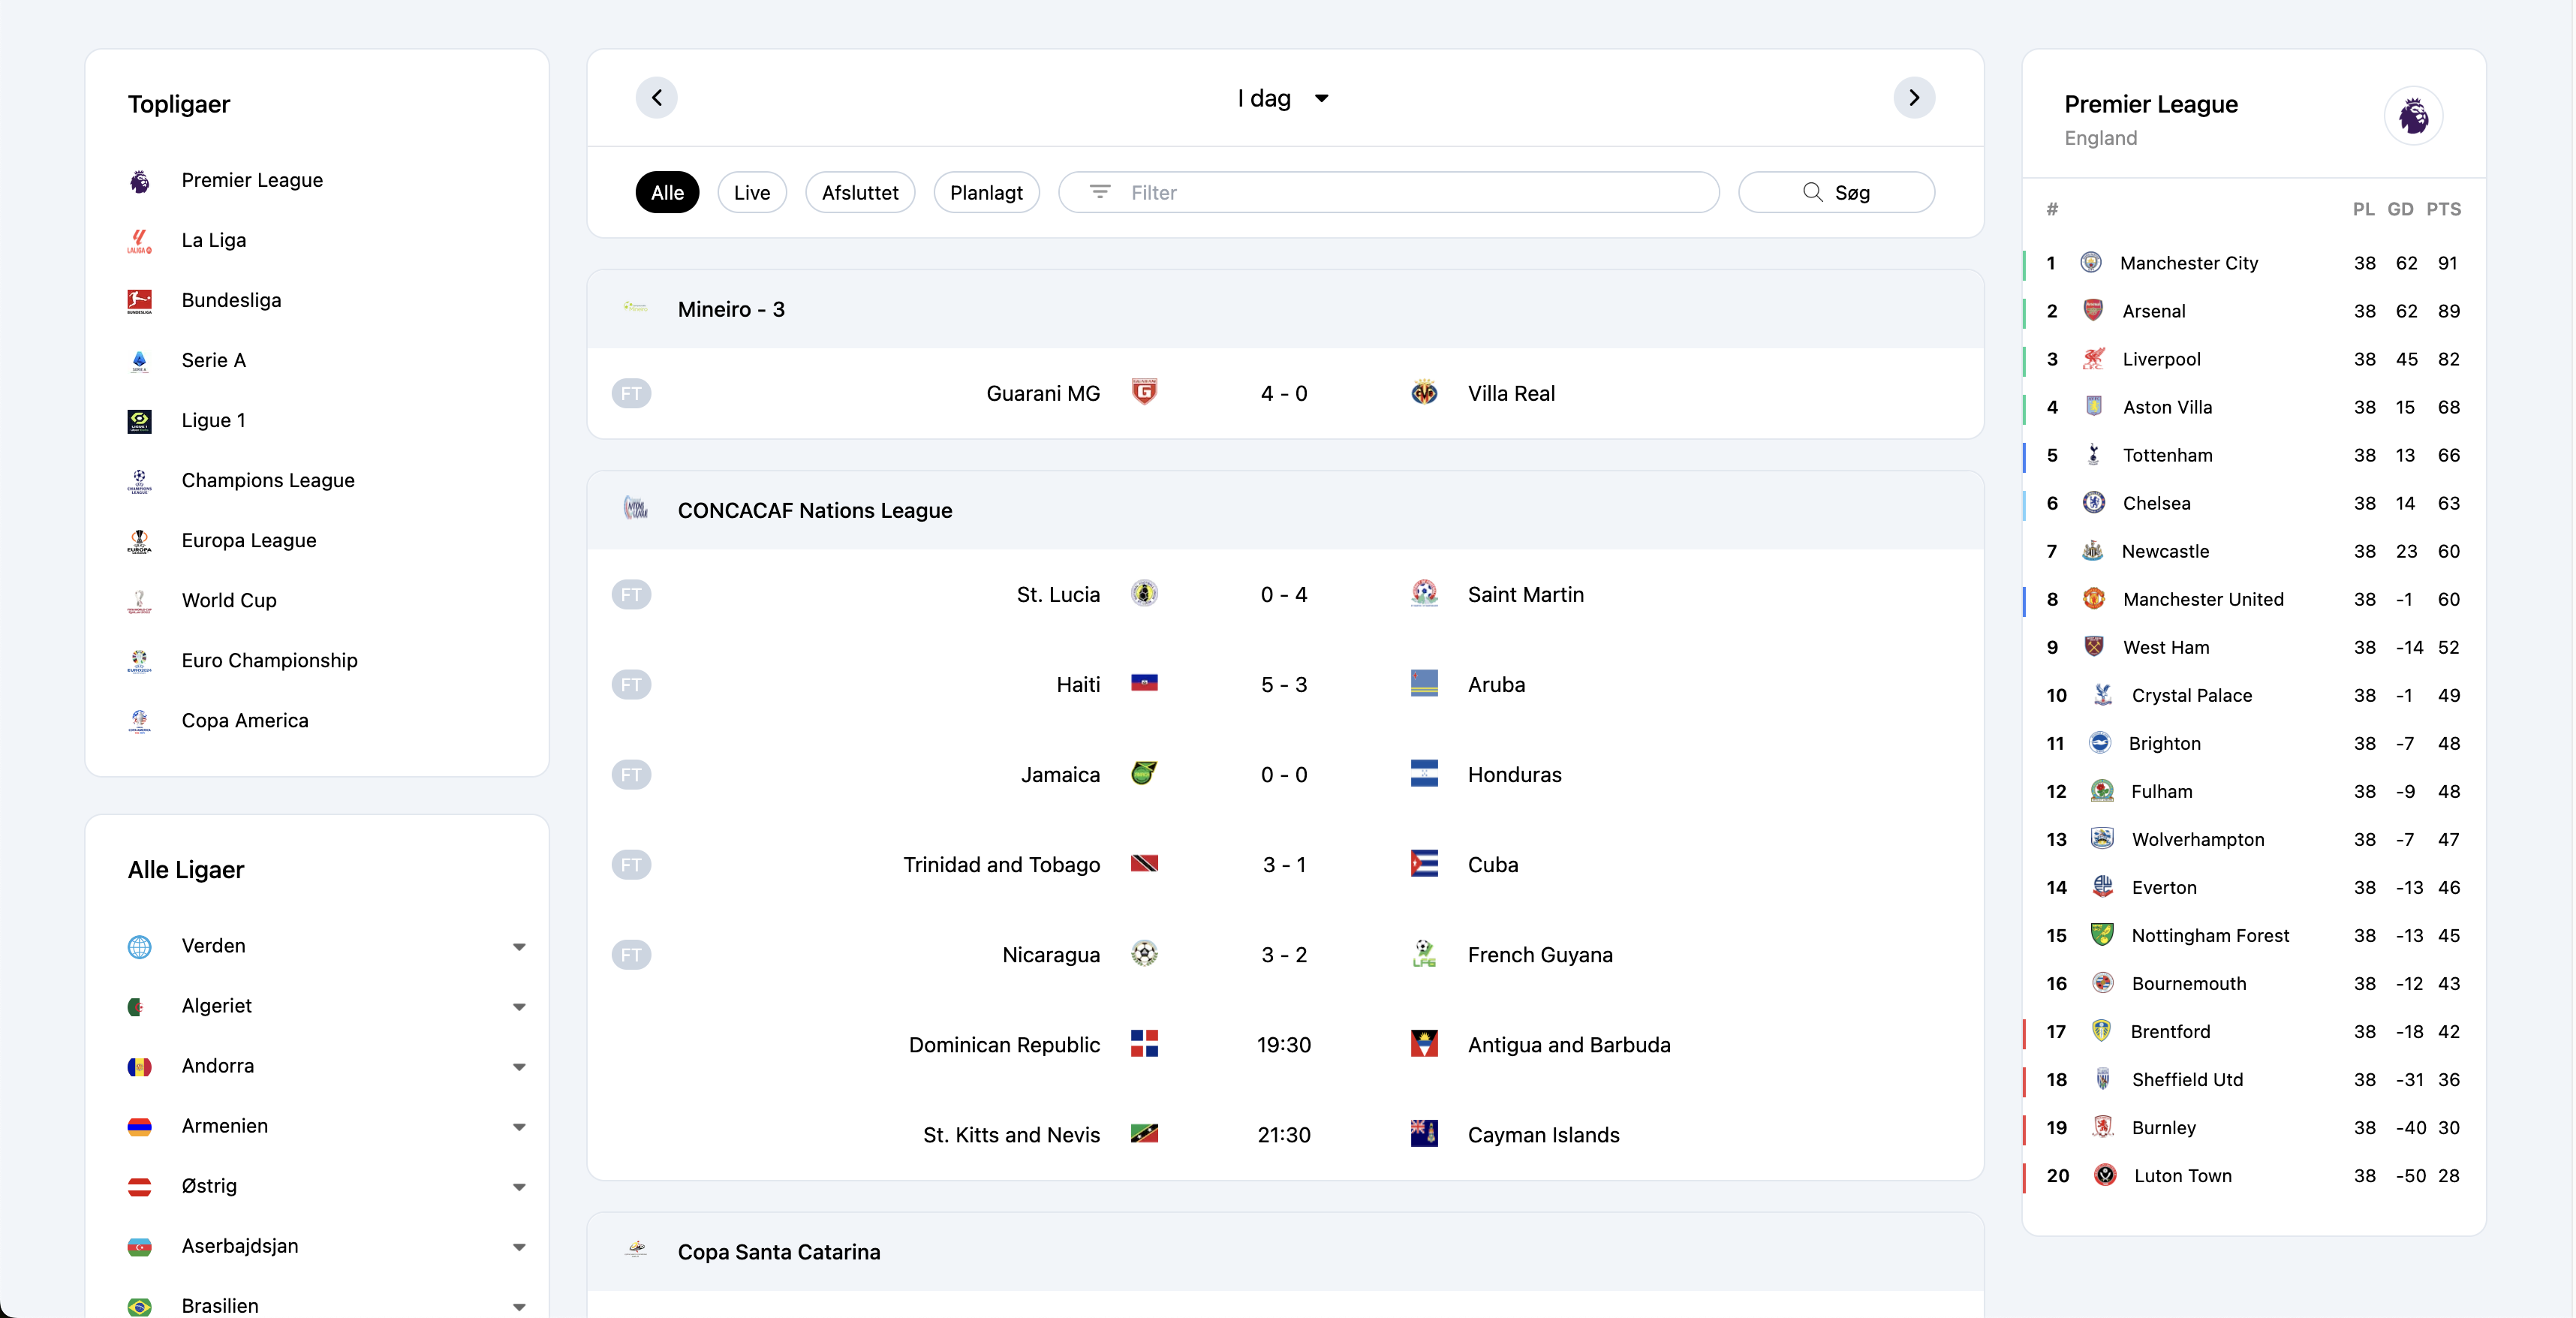 Topligaer
Premier League
La Liga
Bundesliga
Serie A
Ligue 1
Champions League
Europa League
World Cup
Euro Championship
Copa America
Alle Ligaer
Verden
Algeriet
Andorra
Armenien
Østrig
Aserbajdsjan
Brasilien
I dag
Alle Live Afsluttet Planlagt Filter Søg
Mineiro - 3
FT Guarani MG 4 - 0 Villa Real
CONCACAF Nations League
FT St. Lucia 0 - 4 Saint Martin
FT Haiti 5 - 3 Aruba
FT Jamaica 0 - 0 Honduras
FT Trinidad and Tobago 3 - 1 Cuba
FT Nicaragua 3 - 2 French Guyana
Dominican Republic 19:30 Antigua and Barbuda
St. Kitts and Nevis 21:30 Cayman Islands
Copa Santa Catarina
Premier League
England
# PL GD PTS
1 Manchester City 38 62 91
2 Arsenal 38 62 89
3 Liverpool 38 45 82
4 Aston Villa 38 15 68
5 Tottenham 38 13 66
6 Chelsea 38 14 63
7 Newcastle 38 23 60
8 Manchester United 38 -1 60
9 West Ham 38 -14 52
10 Crystal Palace 38 -1 49
11 Brighton 38 -7 48
12 Fulham 38 -9 48
13 Wolverhampton 38 -7 47
14 Everton 38 -13 46
15 Nottingham Forest 38 -13 45
16 Bournemouth 38 -12 43
17 Brentford 38 -18 42
18 Sheffield Utd 38 -31 36
19 Burnley 38 -40 30
20 Luton Town 38 -50 28